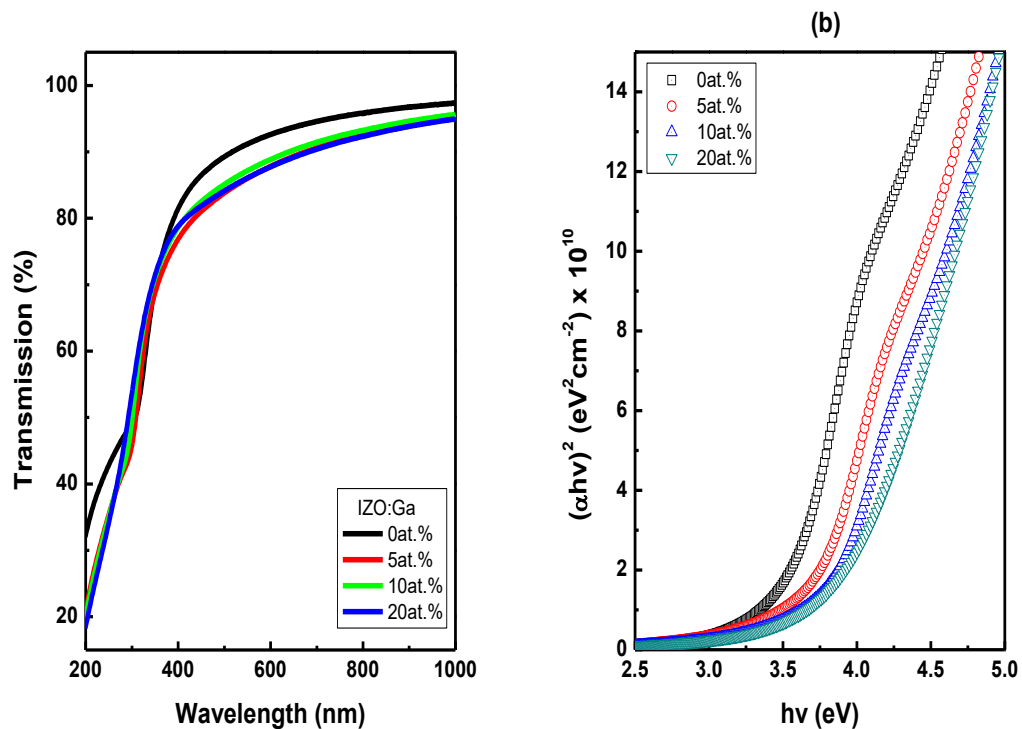 (b)
Transmission (%)
100
80
60
40
20
200
400
600
800
1000
Wavelength (nm)
IZO:Ga
0at.%
5at.%
10at.%
20at.%
(αhν)² (eV²cm⁻²) x 10¹⁰
14
12
10
8
6
4
2
0
2.5
3.0
3.5
4.0
4.5
5.0
hν (eV)
0at.%
5at.%
10at.%
20at.%